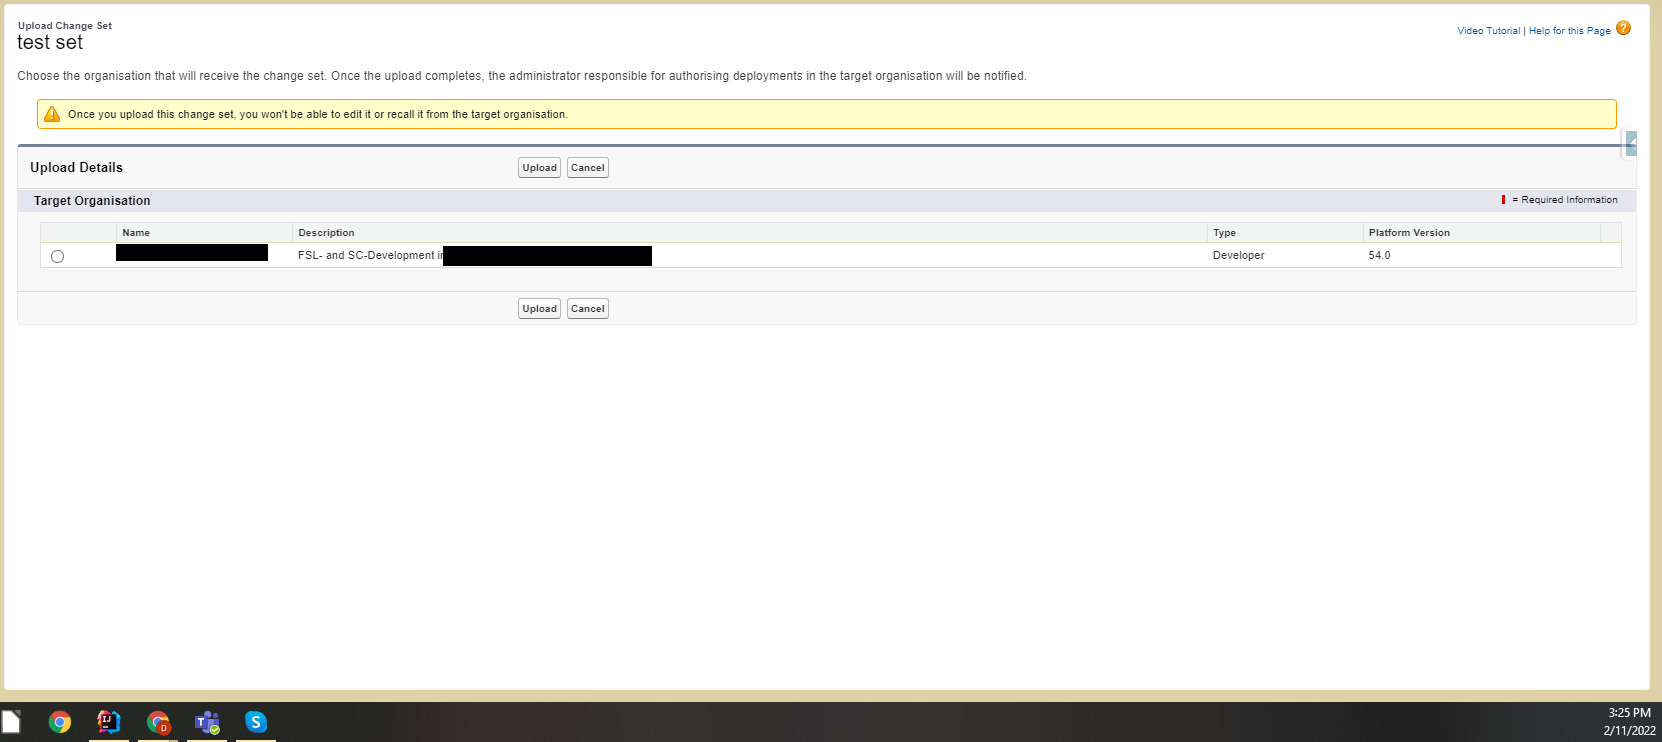 Upload Change Set
test set
Video Tutorial | Help for this Page ?
Choose the organisation that will receive the change set. Once the upload completes, the administrator responsible for authorising deployments in the target organisation will be notified.
Once you upload this change set, you won't be able to edit it or recall it from the target organisation.
Upload Details Upload Cancel
Target Organisation = Required Information
Name Description Type Platform Version
FSL- and SC-Development Developer 54.0
Upload Cancel
3:25 PM
2/11/2022